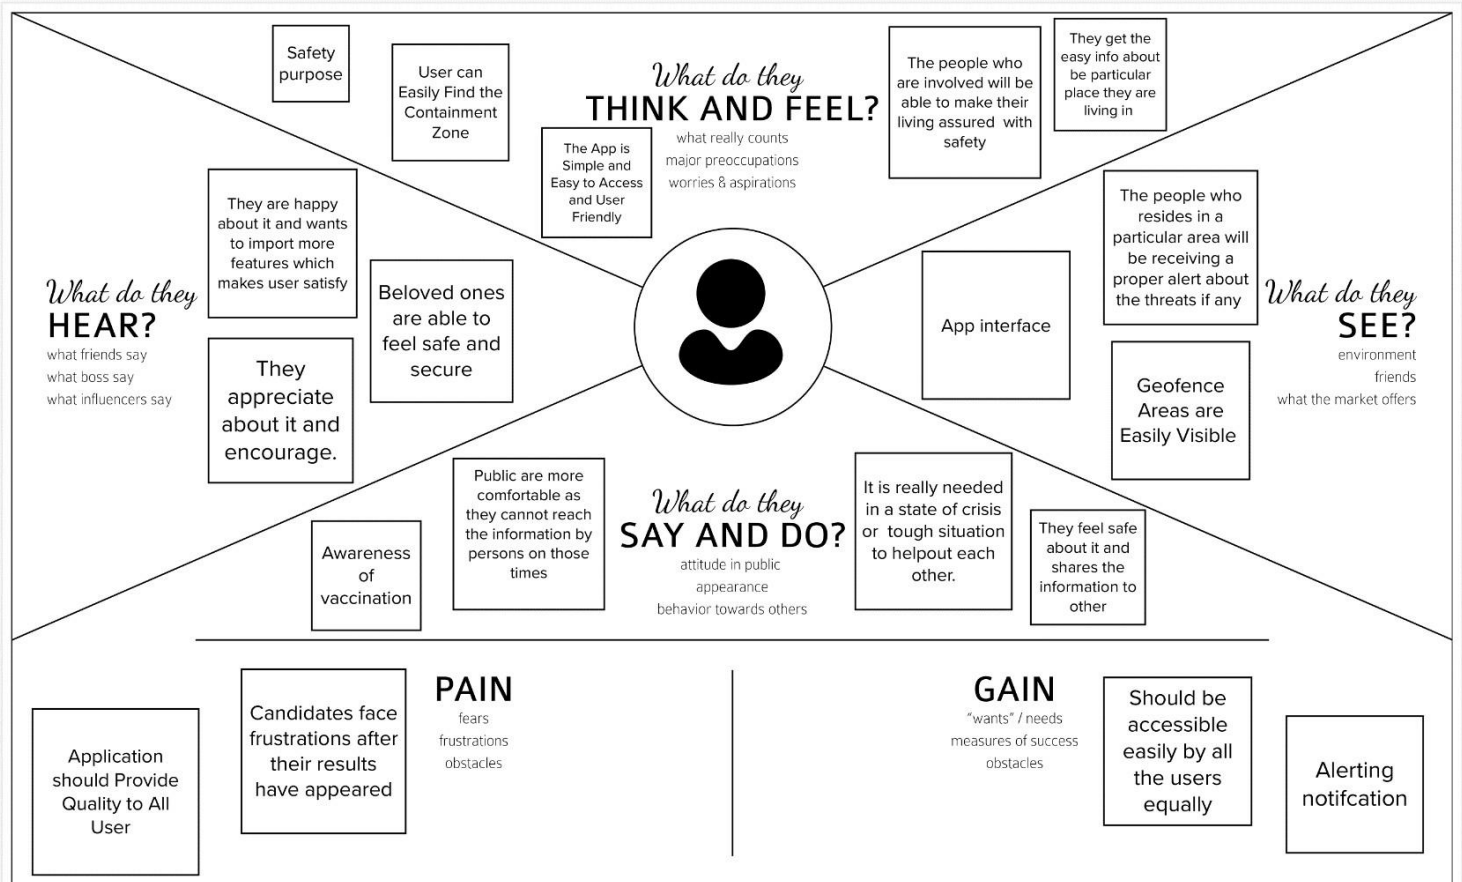 Safety
purpose
User can
Easily Find the
Containment
Zone
What do they
THINK AND FEEL?
what really counts
major preoccupations
worries & aspirations
The App is
Simple and
Easy to Access
and User
Friendly
The people who
are involved will be
able to make their
living assured with
safety
They get the
easy info about
be particular
place they are
living in
What do they
HEAR?
what friends say
what boss say
what influencers say
They are happy
about it and wants
to import more
features which
makes user satisfy
Beloved ones
are able to
feel safe and
secure
They
appreciate
about it and
encourage.
App interface
The people who
resides in a
particular area will
be receiving a
proper alert about
the threats if any
Geofence
Areas are
Easily Visible
What do they
SEE?
environment
friends
what the market offers
Awareness
of
vaccination
Public are more
comfortable as
they cannot reach
the information by
persons on those
times
What do they
SAY AND DO?
attitude in public
appearance
behavior towards others
It is really needed
in a state of crisis
or tough situation
to helpout each
other.
They feel safe
about it and
shares the
information to
other
Application
should Provide
Quality to All
User
Candidates face
frustrations after
their results
have appeared
PAIN
fears
frustrations
obstacles
GAIN
“wants” / needs
measures of success
obstacles
Should be
accessible
easily by all
the users
equally
Alerting
notifcation